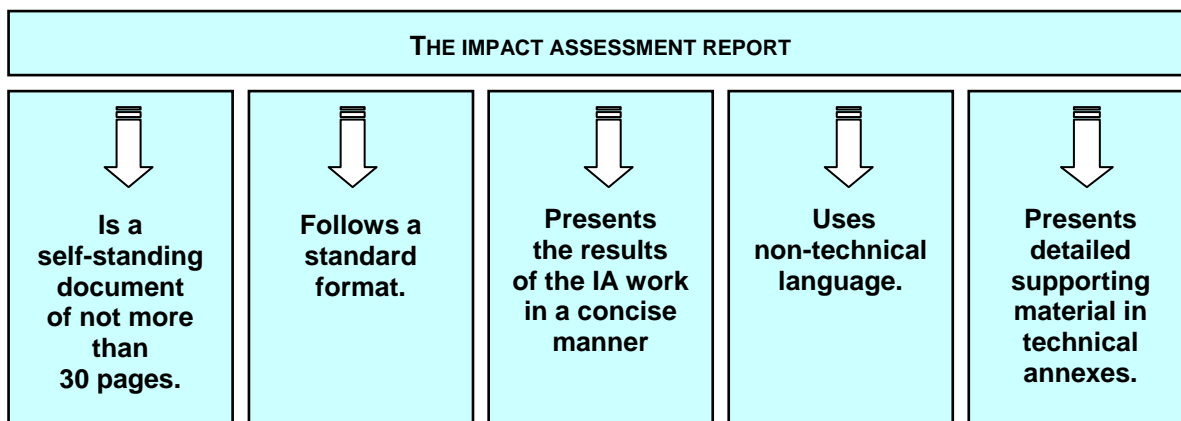 THE IMPACT ASSESSMENT REPORT
Is a
self-standing
document
of not more
than
30 pages.
Follows a
standard
format.
Presents
the results
of the IA work
in a concise
manner
Uses
non-technical
language.
Presents
detailed
supporting
material in
technical
annexes.